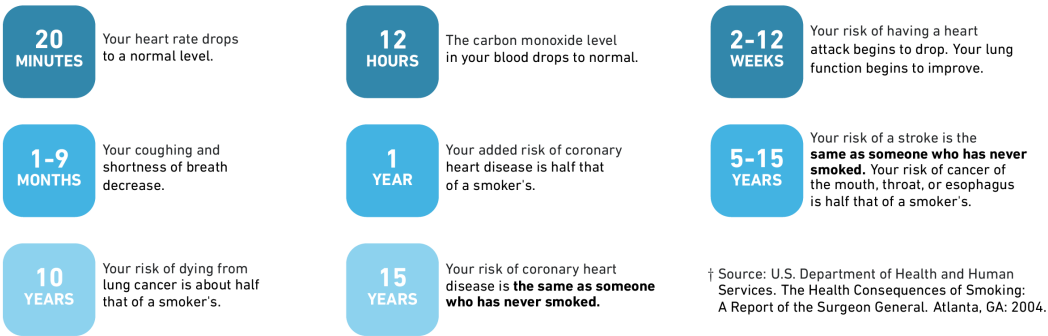 20
MINUTES
Your heart rate drops
to a normal level.
12
HOURS
The carbon monoxide level
in your blood drops to normal.
2-12
WEEKS
Your risk of having a heart
attack begins to drop. Your lung
function begins to improve.
1-9
MONTHS
Your coughing and
shortness of breath
decrease.
1
YEAR
Your added risk of coronary
heart disease is half that
of a smoker's.
5-15
YEARS
Your risk of a stroke is the
same as someone who has never
smoked. Your risk of cancer of
the mouth, throat, or esophagus
is half that of a smoker's.
10
YEARS
Your risk of dying from
lung cancer is about half
that of a smoker's.
15
YEARS
Your risk of coronary heart
disease is the same as someone
who has never smoked.
† Source: U.S. Department of Health and Human
Services. The Health Consequences of Smoking:
A Report of the Surgeon General. Atlanta, GA: 2004.